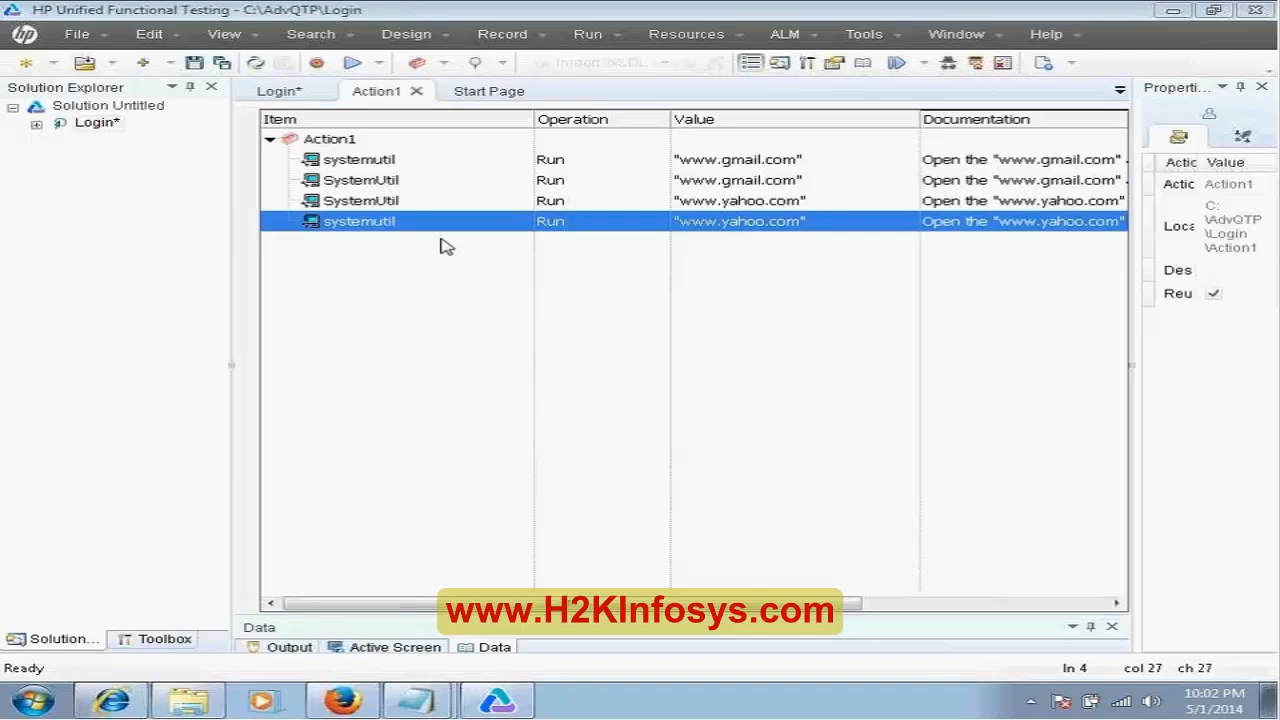 HP Unified Functional Testing - C:\AdvQTP\Login
hp File Edit View Search Design Record Run Resources ALM Tools Window Help
Import WSDL
Solution Explorer
Solution Untitled
Login*
Login* Action1 Start Page
Item Operation Value Documentation
Action1
systemutil Run "www.gmail.com" Open the "www.gmail.com"
SystemUtil Run "www.gmail.com" Open the "www.gmail.com"
SystemUtil Run "www.yahoo.com" Open the "www.yahoo.com"
systemutil Run "www.yahoo.com" Open the "www.yahoo.com"
Properti...
Actic Value
Actic Action1
Loca C:\AdvQTP\Login\Action1
Des
Reu
www.H2KInfosys.com
Data
Solution... Toolbox
Output Active Screen Data
Ready ln 4 col 27 ch 27
10:02 PM
5/1/2014